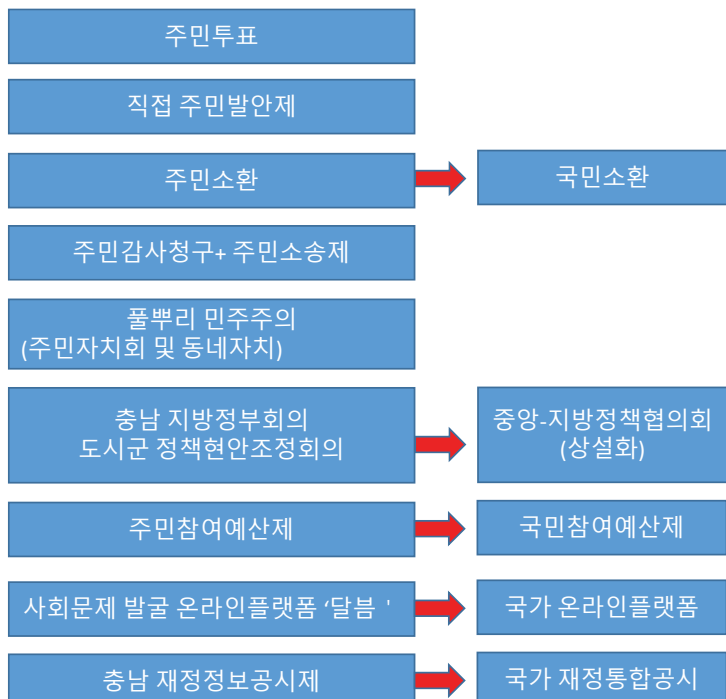 주민투표
직접 주민발안제
주민소환
국민소환
주민감사청구+ 주민소송제
풀뿌리 민주주의
(주민자치회 및 동네자치)
충남 지방정부회의
도시군 정책현안조정회의
중앙-지방정책협의회
(상설화)
주민참여예산제
국민참여예산제
사회문제 발굴 온라인플랫폼 ‘달븜 '
국가 온라인플랫폼
충남 재정정보공시제
국가 재정통합공시